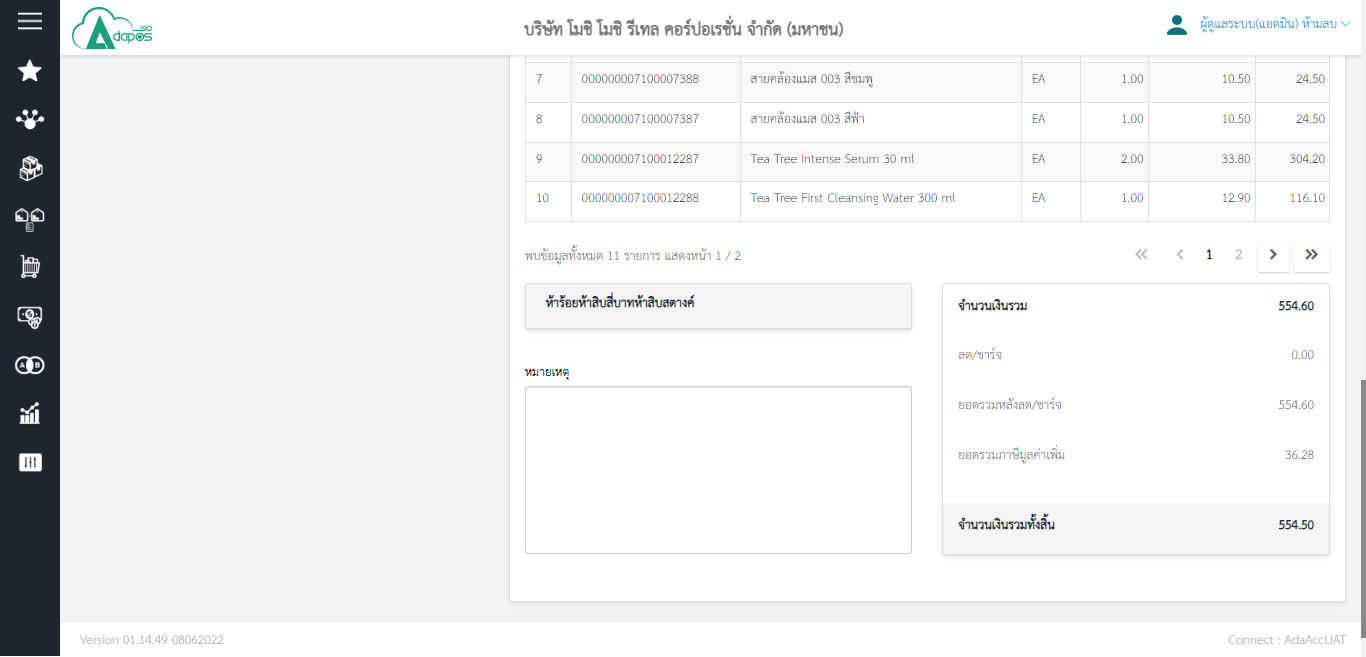 Adapos
SO
บริษัท โมชิ โมชิ รีเทล คอร์ปอเรชั่น จำกัด (มหาชน)
ผู้ดูแลระบบ(แอดมิน) ห้ามลบ
7 000000007100007388 สายคล้องแมส 003 สีชมพู EA 1.00 10.50 24.50
8 000000007100007387 สายคล้องแมส 003 สีฟ้า EA 1.00 10.50 24.50
9 000000007100012287 Tea Tree Intense Serum 30 ml EA 2.00 33.80 304.20
10 000000007100012288 Tea Tree First Cleansing Water 300 ml EA 1.00 12.90 116.10
พบข้อมูลทั้งหมด 11 รายการ แสดงหน้า 1 / 2
« ‹ 1 2 › »
ห้าร้อยห้าสิบสี่บาทห้าสิบสตางค์
จำนวนเงินรวม 554.60
ลด/ชาร์จ 0.00
หมายเหตุ
ยอดรวมหลังลด/ชาร์จ 554.60
ยอดรวมภาษีมูลค่าเพิ่ม 36.28
จำนวนเงินรวมทั้งสิ้น 554.50
A B
Version 01.14.49 08062022
Connect : AdaAccUAT